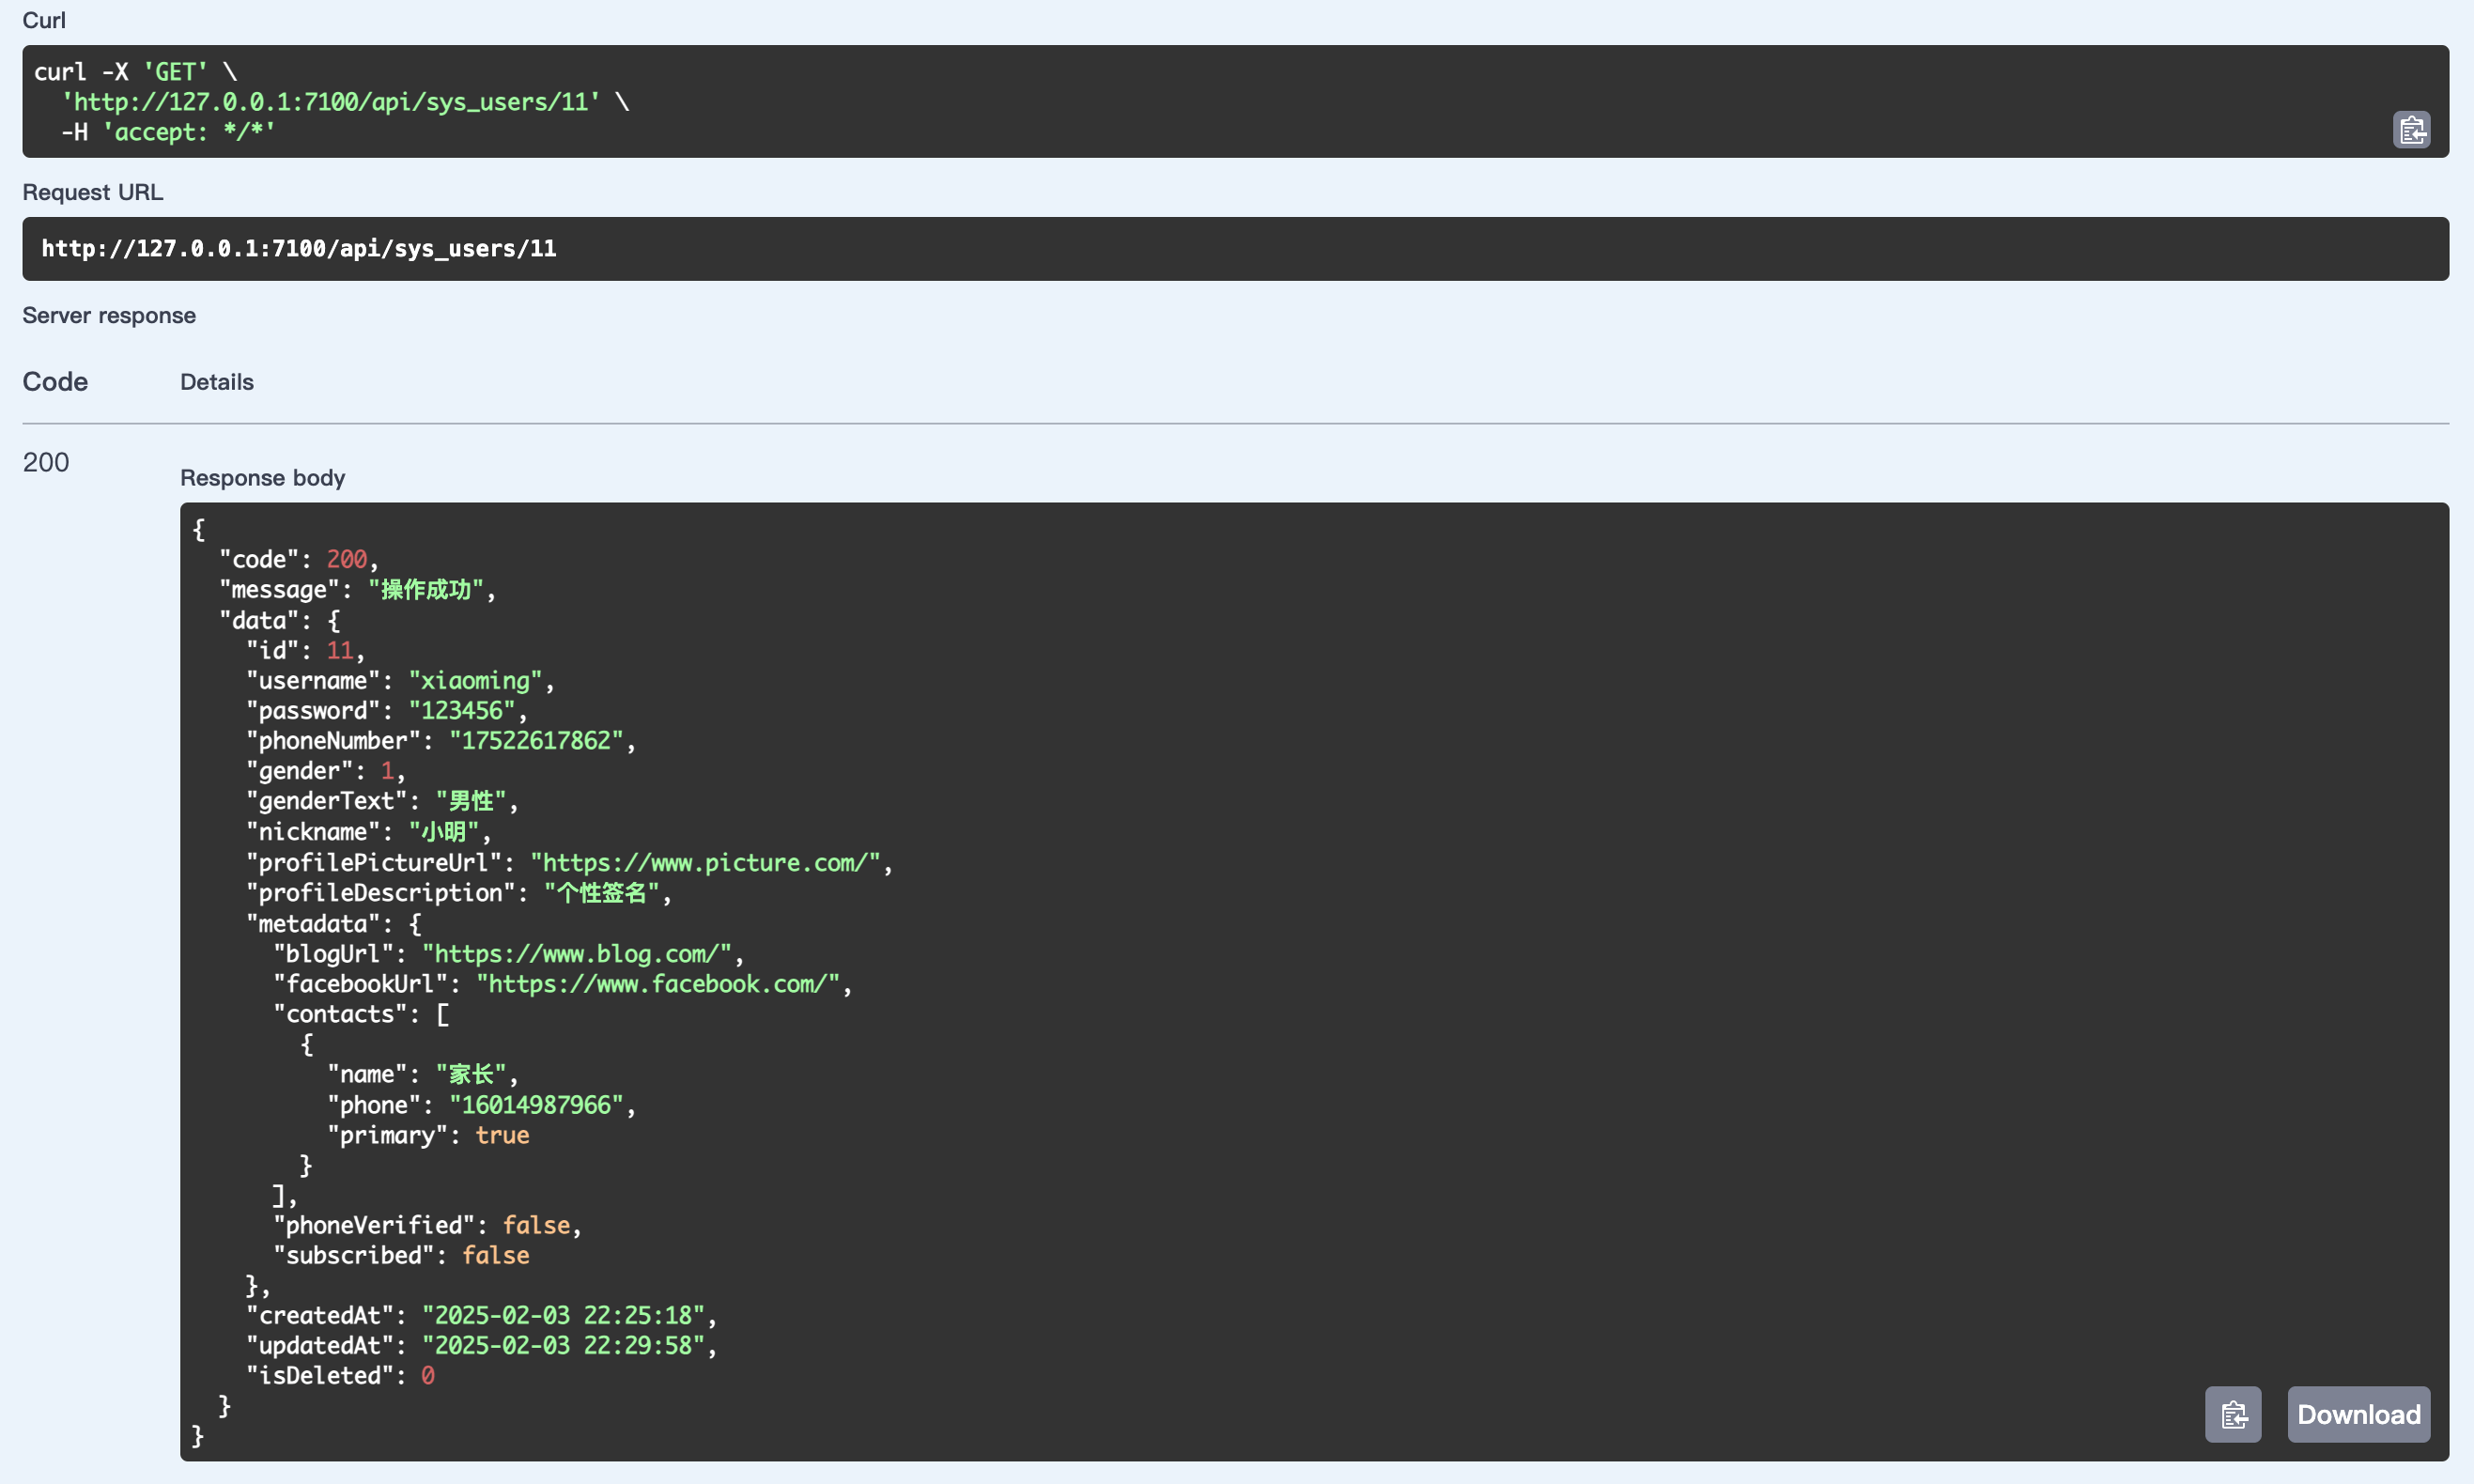 Curl
curl -X 'GET' \
  'http://127.0.0.1:7100/api/sys_users/11' \
  -H 'accept: */*'
Request URL
http://127.0.0.1:7100/api/sys_users/11
Server response
Code Details
200
Response body
{
  "code": 200,
  "message": "操作成功",
  "data": {
    "id": 11,
    "username": "xiaoming",
    "password": "123456",
    "phoneNumber": "17522617862",
    "gender": 1,
    "genderText": "男性",
    "nickname": "小明",
    "profilePictureUrl": "https://www.picture.com/",
    "profileDescription": "个性签名",
    "metadata": {
      "blogUrl": "https://www.blog.com/",
      "facebookUrl": "https://www.facebook.com/",
      "contacts": [
        {
          "name": "家长",
          "phone": "16014987966",
          "primary": true
        }
      ],
      "phoneVerified": false,
      "subscribed": false
    },
    "createdAt": "2025-02-03 22:25:18",
    "updatedAt": "2025-02-03 22:29:58",
    "isDeleted": 0
  }
}
Download